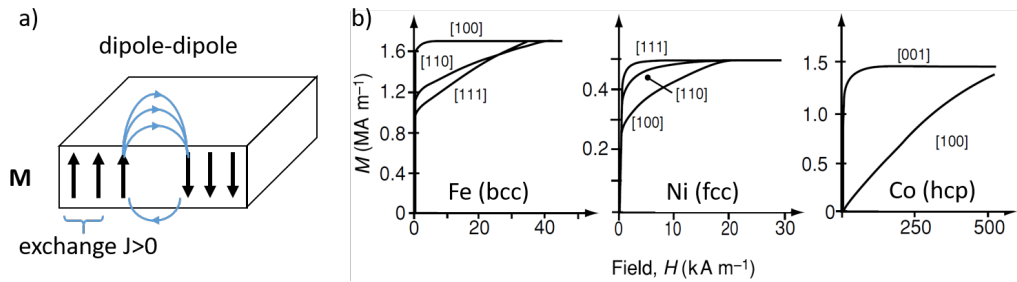 a)
dipole-dipole
M
exchange J>0
b)
M (MA m⁻¹)
1.6
1.2
0.8
0.4
0
0
20
40
[100]
[110]
[111]
Fe (bcc)
0.4
0.2
0
0
10
20
30
[111]
[110]
[100]
Ni (fcc)
1.5
1.0
0.5
0
250
500
[001]
[100]
Co (hcp)
Field, H (kA m⁻¹)